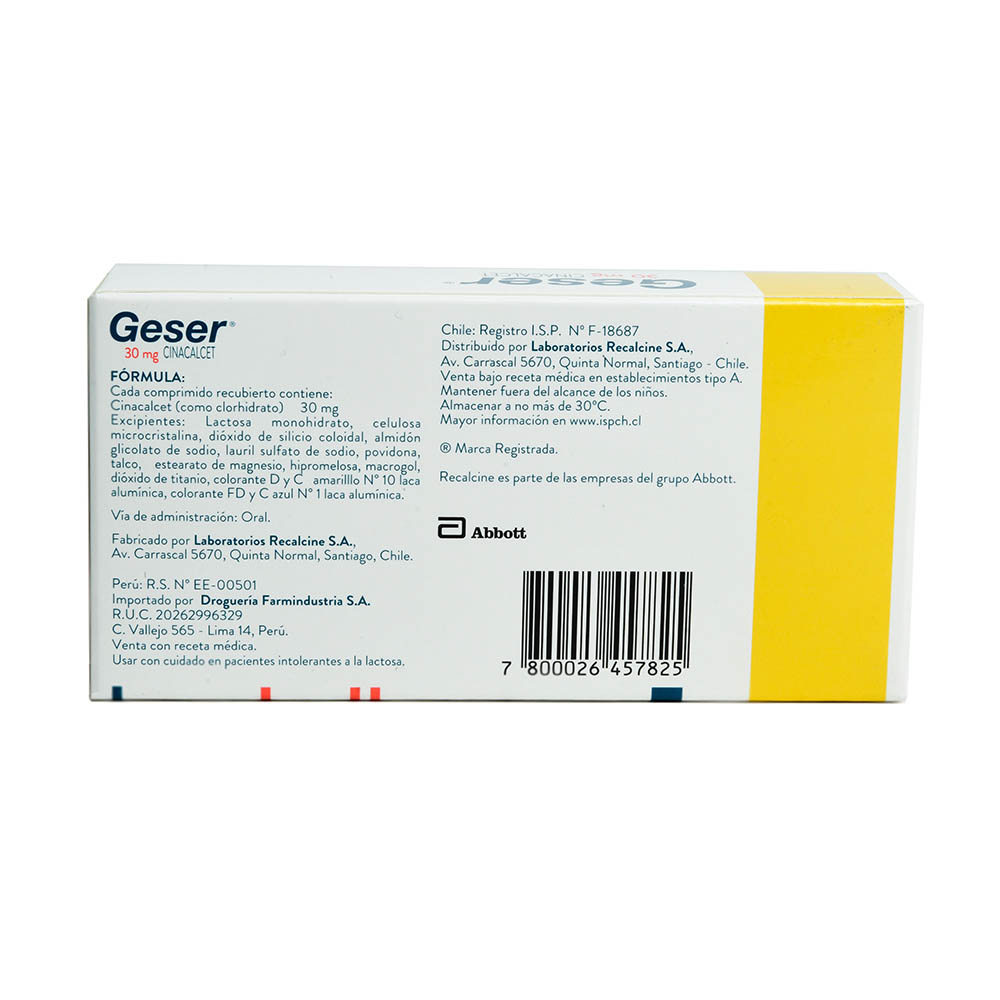 Geser®
30 mg CINACALCET
Geser®
30 mg CINACALCET
FÓRMULA:
Cada comprimido recubierto contiene:
Cinacalcet (como clorhidrato) 30 mg
Excipientes: Lactosa monohidrato, celulosa
microcristalina, dióxido de silicio coloidal, almidón
glicolato de sodio, lauril sulfato de sodio, povidona,
talco, estearato de magnesio, hipromelosa, macrogol,
dióxido de titanio, colorante D y C amarilllo N° 10 laca
alumínica, colorante FD y C azul N° 1 laca alumínica.
Vía de administración: Oral.
Fabricado por Laboratorios Recalcine S.A.,
Av. Carrascal 5670, Quinta Normal, Santiago, Chile.
Perú: R.S. N° EE-00501
Importado por Droguería Farmindustria S.A.
R.U.C. 20262996329
C. Vallejo 565 - Lima 14, Perú.
Venta con receta médica.
Usar con cuidado en pacientes intolerantes a la lactosa.
Chile: Registro I.S.P. N° F-18687
Distribuido por Laboratorios Recalcine S.A.,
Av. Carrascal 5670, Quinta Normal, Santiago - Chile.
Venta bajo receta médica en establecimientos tipo A.
Mantener fuera del alcance de los niños.
Almacenar a no más de 30°C.
Mayor información en www.ispch.cl
® Marca Registrada.
Recalcine es parte de las empresas del grupo Abbott.
Abbott
7 800026 457825